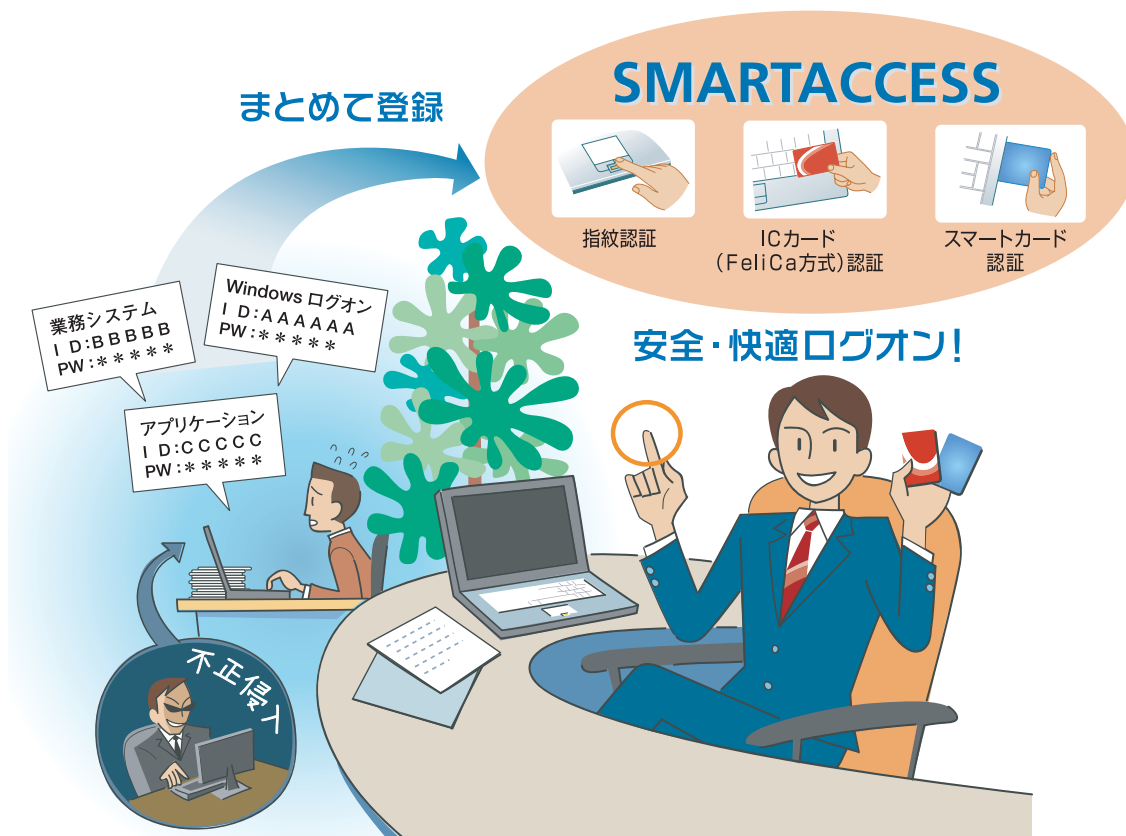 まとめて登録
SMARTACCESS
指紋認証
ICカード
(FeliCa方式)認証
スマートカード
認証
業務システム
ID:BBBBB
PW:*****
Windows ログオン
ID:AAAAAA
PW:*****
アプリケーション
ID:CCCCC
PW:*****
安全・快適ログオン!
不正侵入